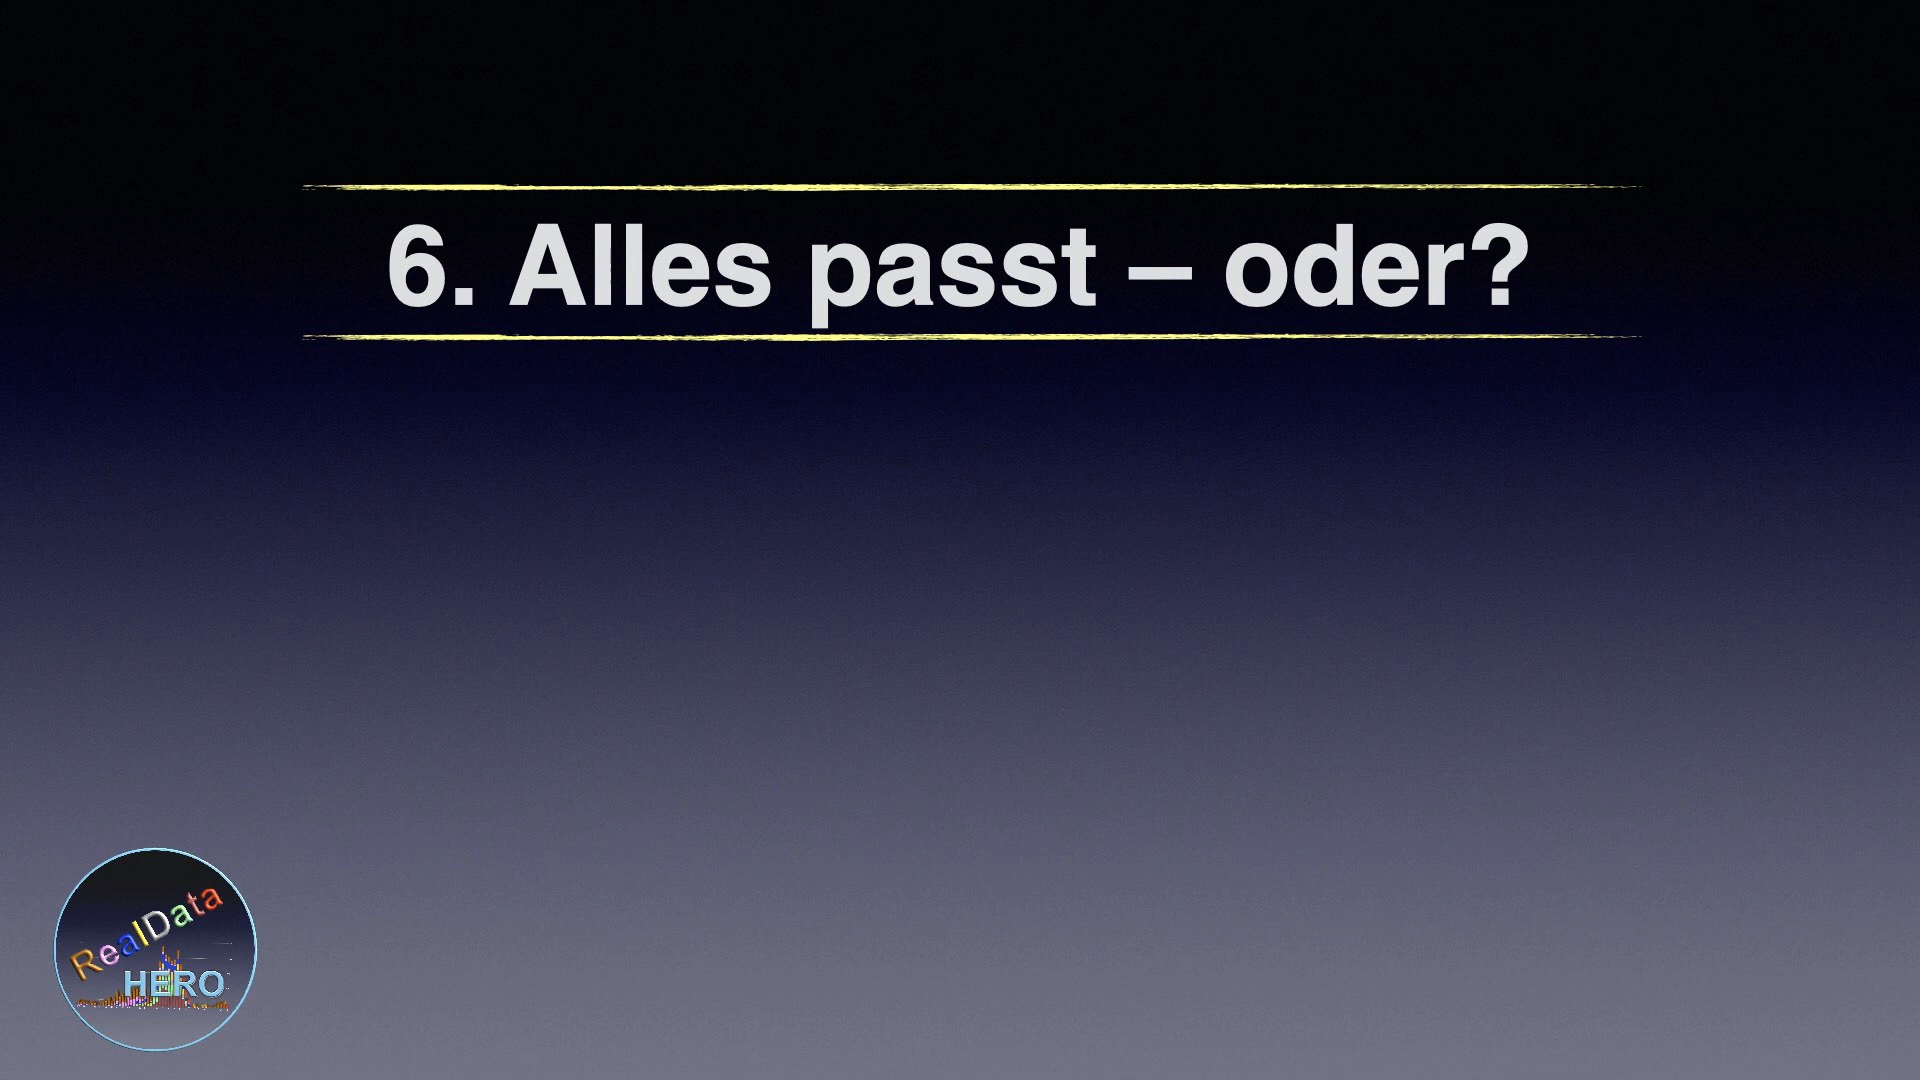 6. Alles passt – oder?
RealData
HERO